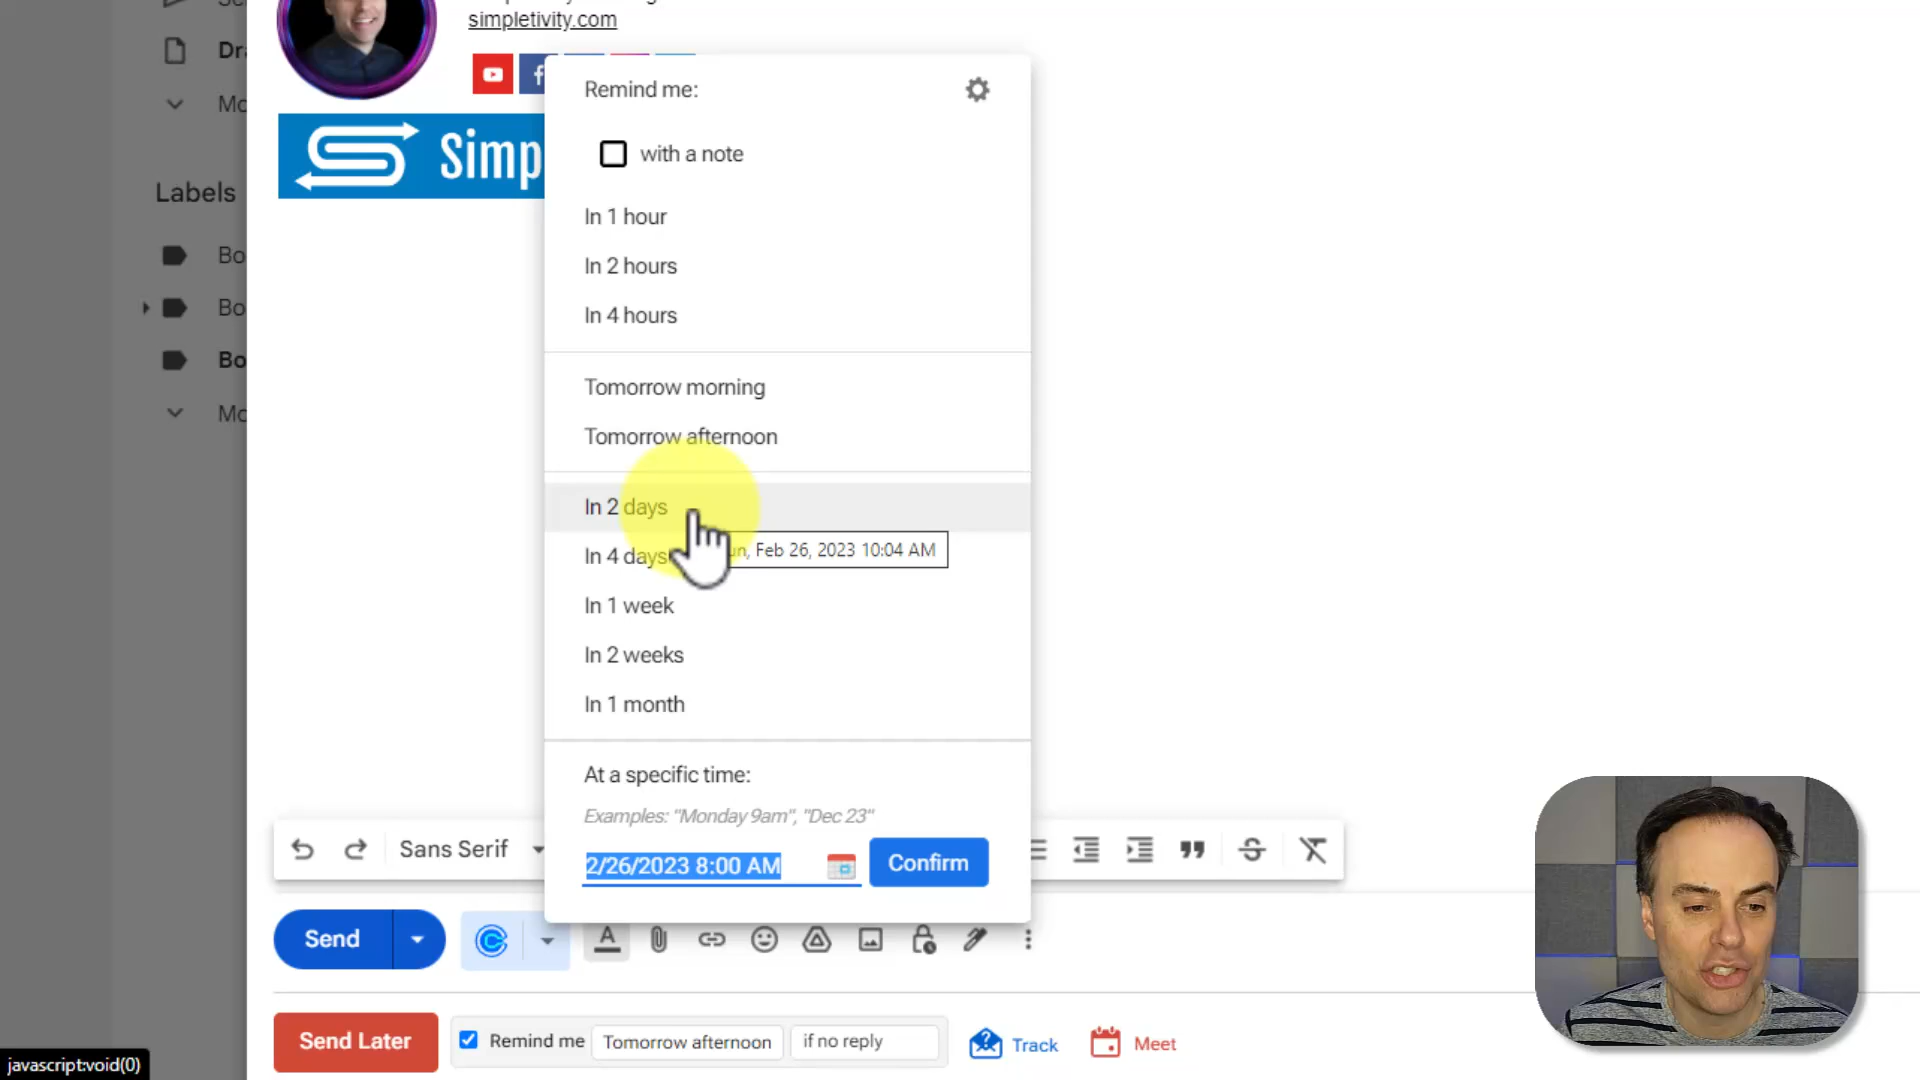 simpletivity.com
Dra
Mo
Simp
Labels
Bo
Bo
Bo
Mo
Remind me:
with a note
In 1 hour
In 2 hours
In 4 hours
Tomorrow morning
Tomorrow afternoon
In 2 days
un, Feb 26, 2023 10:04 AM
In 4 days
In 1 week
In 2 weeks
In 1 month
At a specific time:
Examples: "Monday 9am", "Dec 23"
2/26/2023 8:00 AM
Confirm
Sans Serif
Send
Send Later
Remind me
Tomorrow afternoon
if no reply
Track
Meet
javascript:void(0)